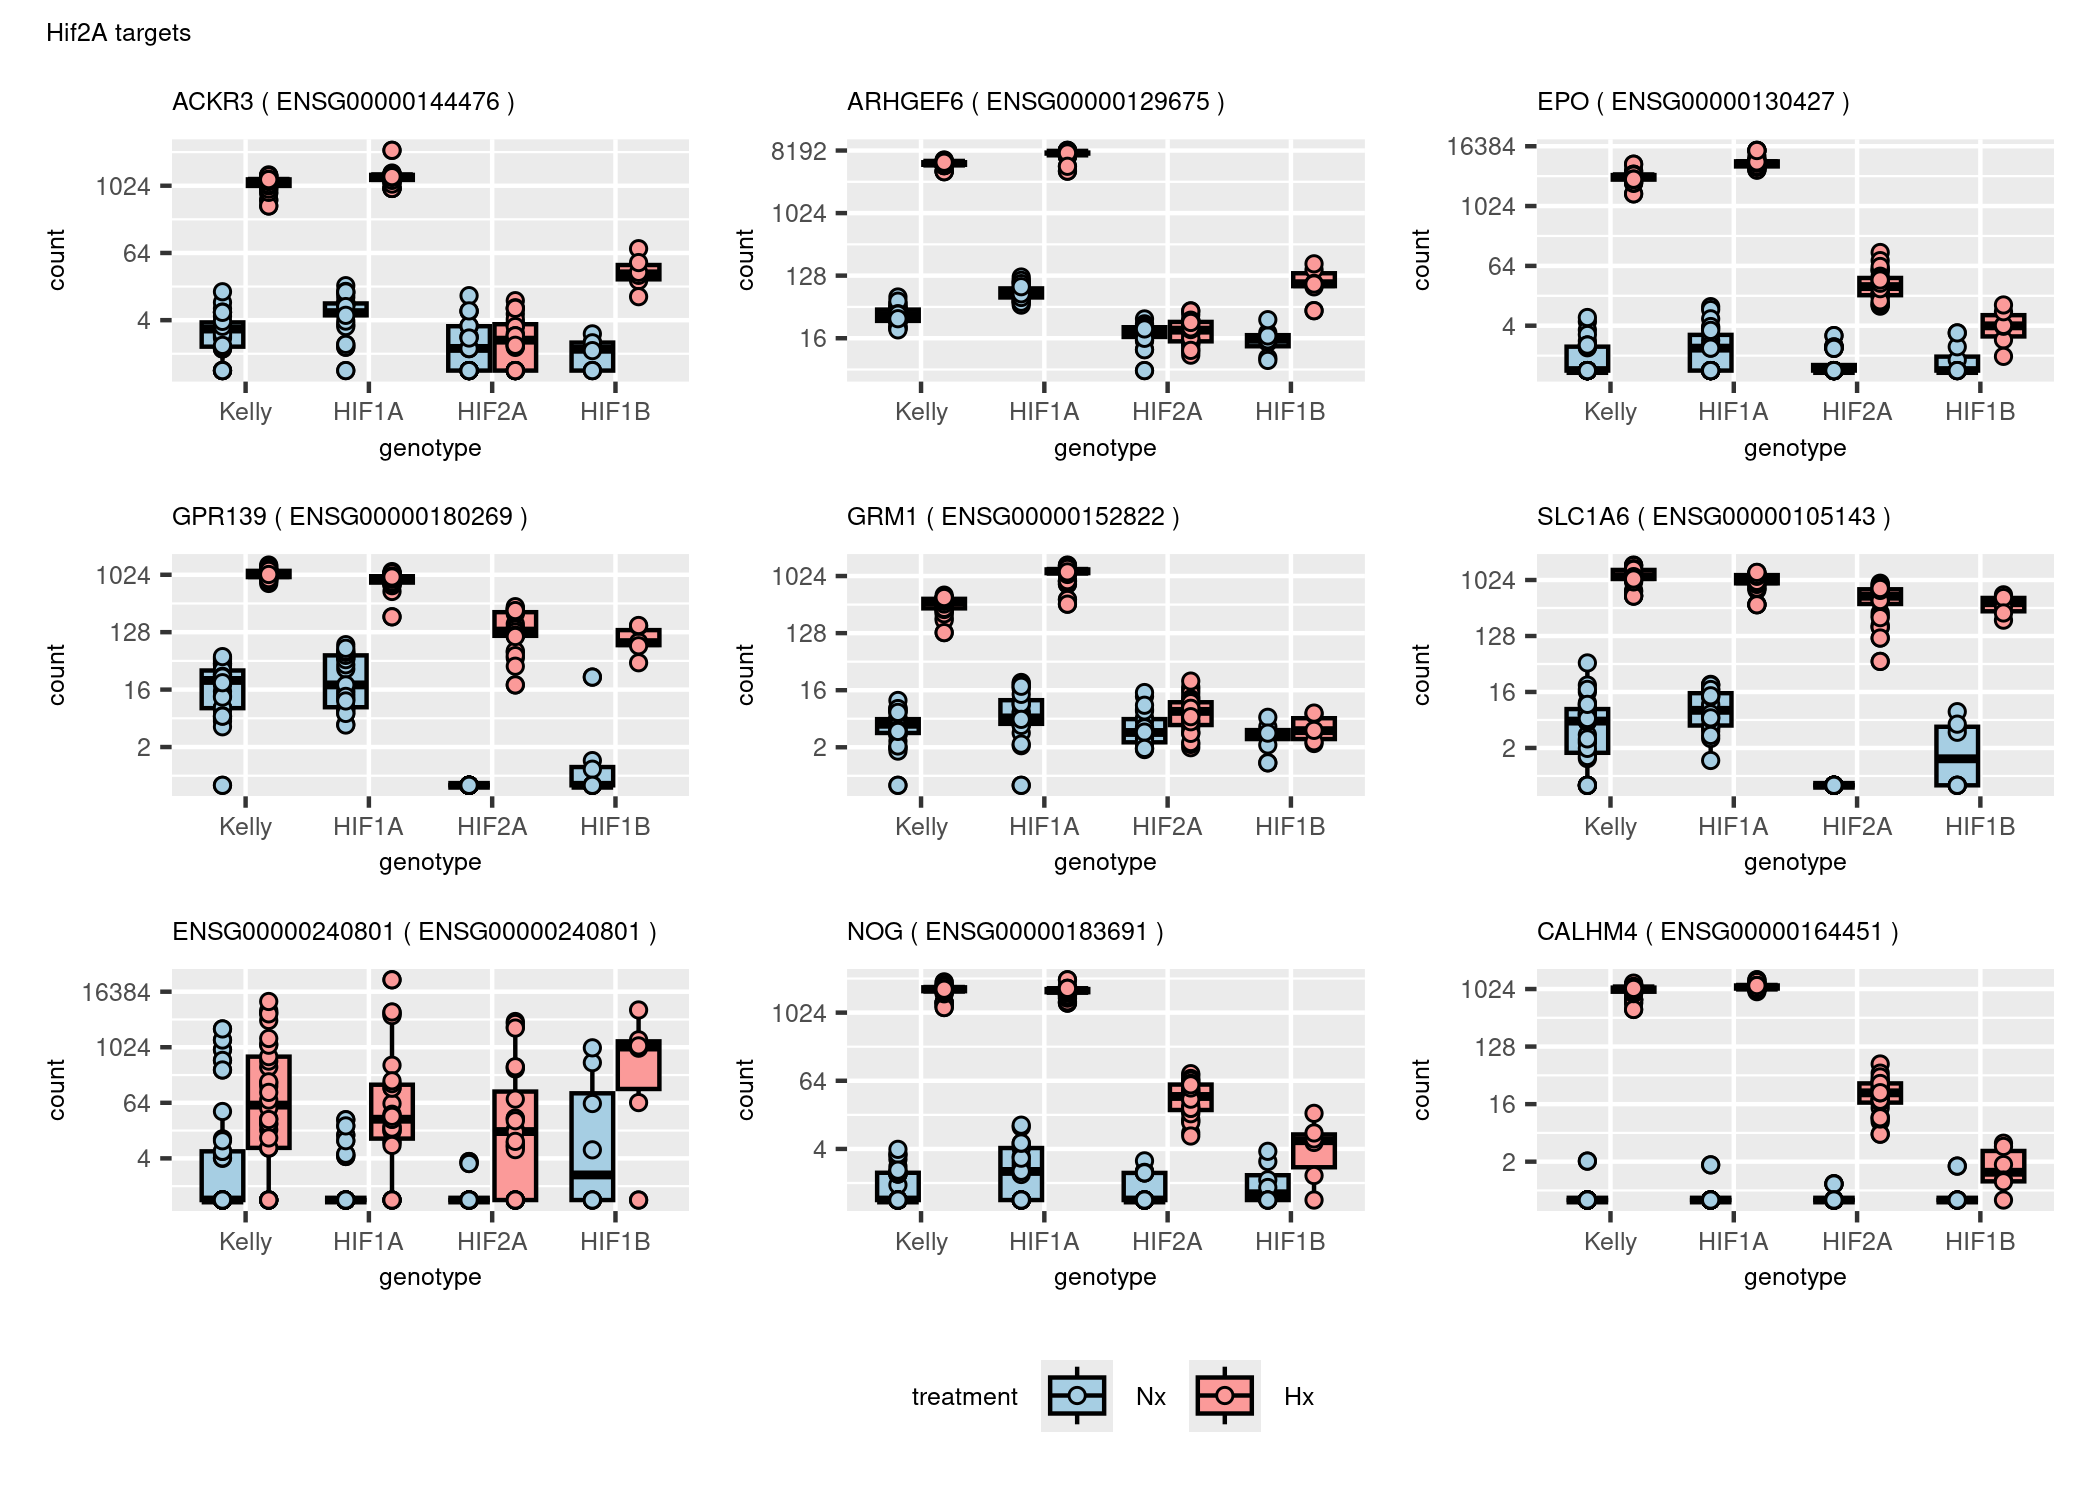 Hif2A targets
ACKR3 ( ENSG00000144476 )
1024
64
4
count
Kelly HIF1A HIF2A HIF1B
genotype
ARHGEF6 ( ENSG00000129675 )
8192
1024
128
16
count
Kelly HIF1A HIF2A HIF1B
genotype
EPO ( ENSG00000130427 )
16384
1024
64
4
count
Kelly HIF1A HIF2A HIF1B
genotype
GPR139 ( ENSG00000180269 )
1024
128
16
2
count
Kelly HIF1A HIF2A HIF1B
genotype
GRM1 ( ENSG00000152822 )
1024
128
16
2
count
Kelly HIF1A HIF2A HIF1B
genotype
SLC1A6 ( ENSG00000105143 )
1024
128
16
2
count
Kelly HIF1A HIF2A HIF1B
genotype
ENSG00000240801 ( ENSG00000240801 )
16384
1024
64
4
count
Kelly HIF1A HIF2A HIF1B
genotype
NOG ( ENSG00000183691 )
1024
64
4
count
Kelly HIF1A HIF2A HIF1B
genotype
CALHM4 ( ENSG00000164451 )
1024
128
16
2
count
Kelly HIF1A HIF2A HIF1B
genotype
treatment Nx Hx